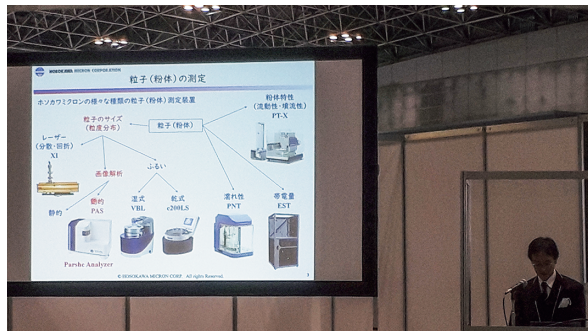 HOSOKAWA MICRON CORPORATION
粒子(粉体)の測定
ホソカワミクロンの様々な種類の粒子(粉体)測定装置
粉体特性
(流動性・噴流性)
PT-X
粒子のサイズ
(粒度分布)
粒子(粉体)
レーザー
(分散・回折)
XI
画像解析
ふるい
静的
動的
PAS
湿式
VBL
乾式
e200LS
濡れ性
PNT
帯電量
EST
Parshe Analyzer
© HOSOKAWA MICRON CORP. All rights Reserved.